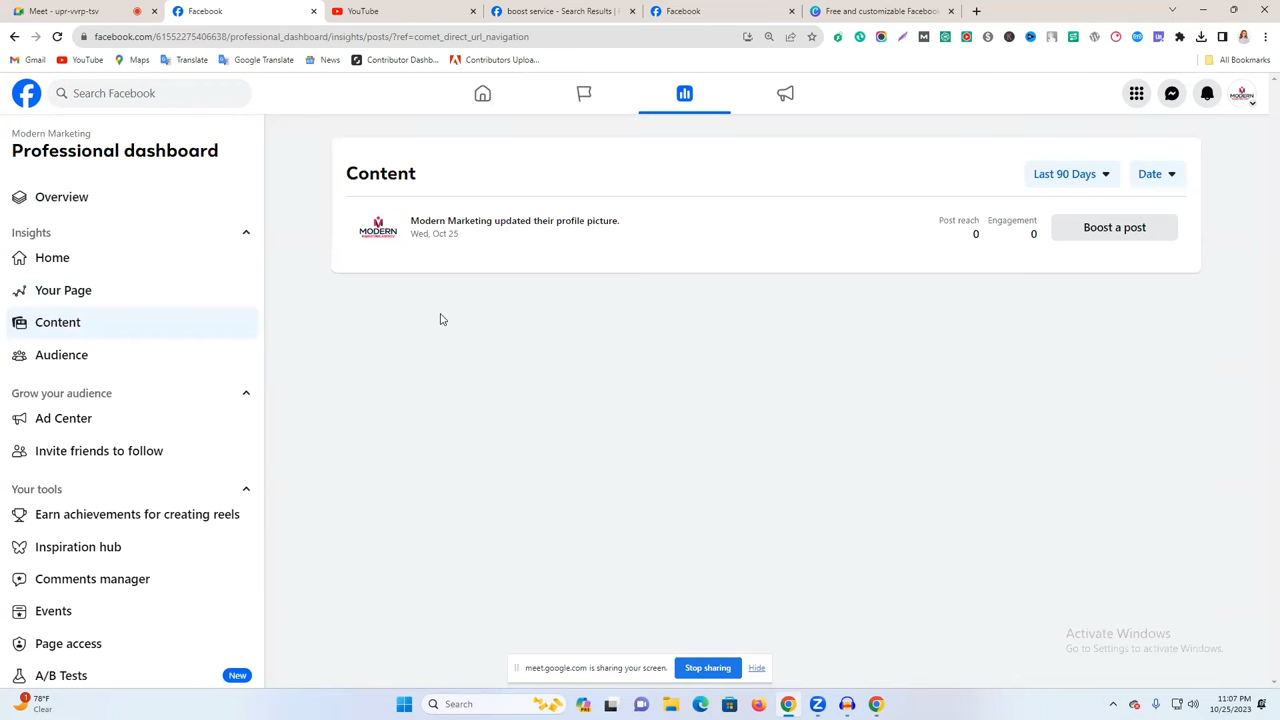 Meet - upr-vvrp-tsv
Facebook
YouTube
boost service - Search Results |
Facebook
Free and customizable Facebook
facebook.com/61552275406638/professional_dashboard/insights/posts/?ref=comet_direct_url_navigation
Gmail
YouTube
Maps
Translate
Google Translate
News
Contributor Dashb...
Contributors Uploa...
All Bookmarks
Search Facebook
Modern Marketing
Professional dashboard
Overview
Insights
Home
Your Page
Content
Audience
Grow your audience
Ad Center
Invite friends to follow
Your tools
Earn achievements for creating reels
Inspiration hub
Comments manager
Events
Page access
A/B Tests New
Content
Last 90 Days
Date
MODERN
Modern Marketing updated their profile picture.
Wed, Oct 25
Post reach
0
Engagement
0
Boost a post
Activate Windows
Go to Settings to activate Windows.
meet.google.com is sharing your screen.
Stop sharing
Hide
78°F
Clear
Search
11:07 PM
10/25/2023